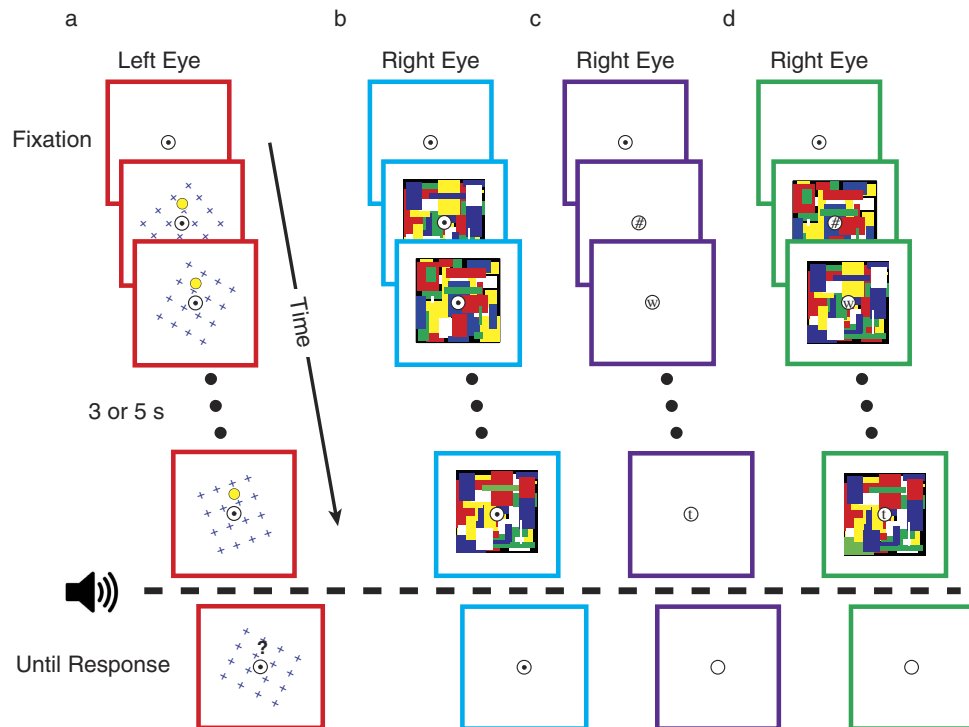 a b c d
Left Eye Right Eye Right Eye Right Eye
Fixation
# #
w w
Time
3 or 5 s
t t
?
Until Response